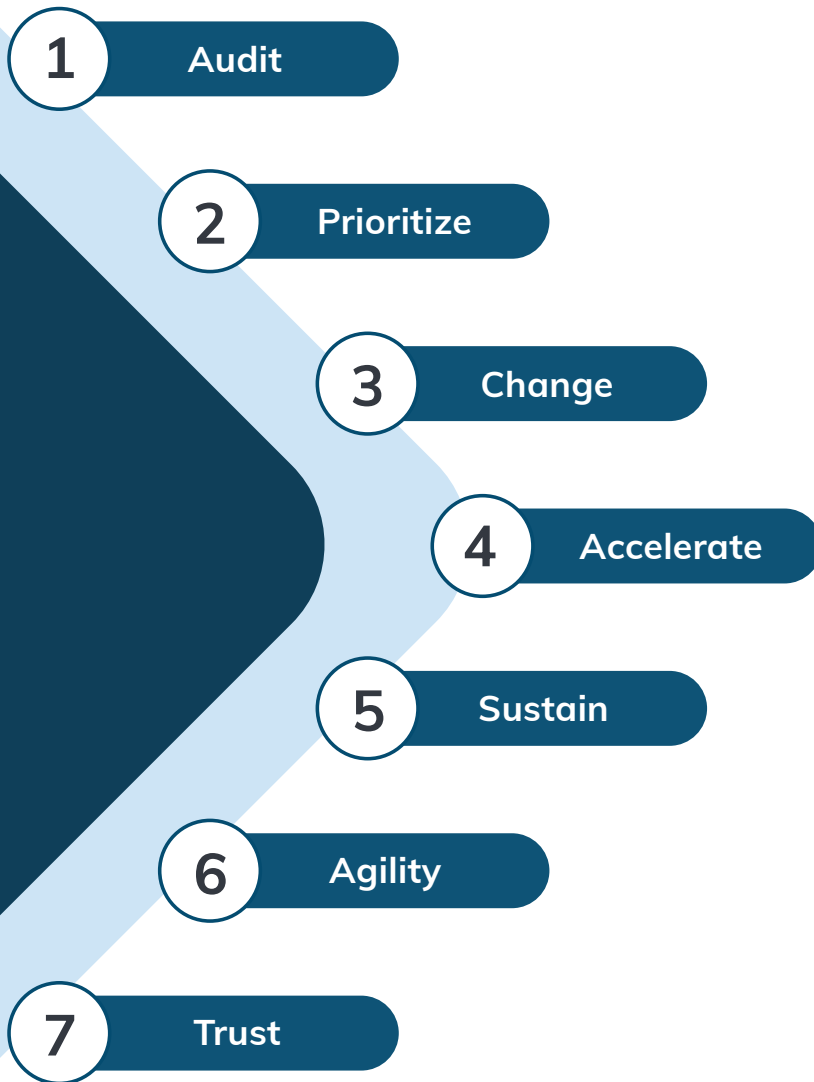 1 Audit
2 Prioritize
3 Change
4 Accelerate
5 Sustain
6 Agility
7 Trust